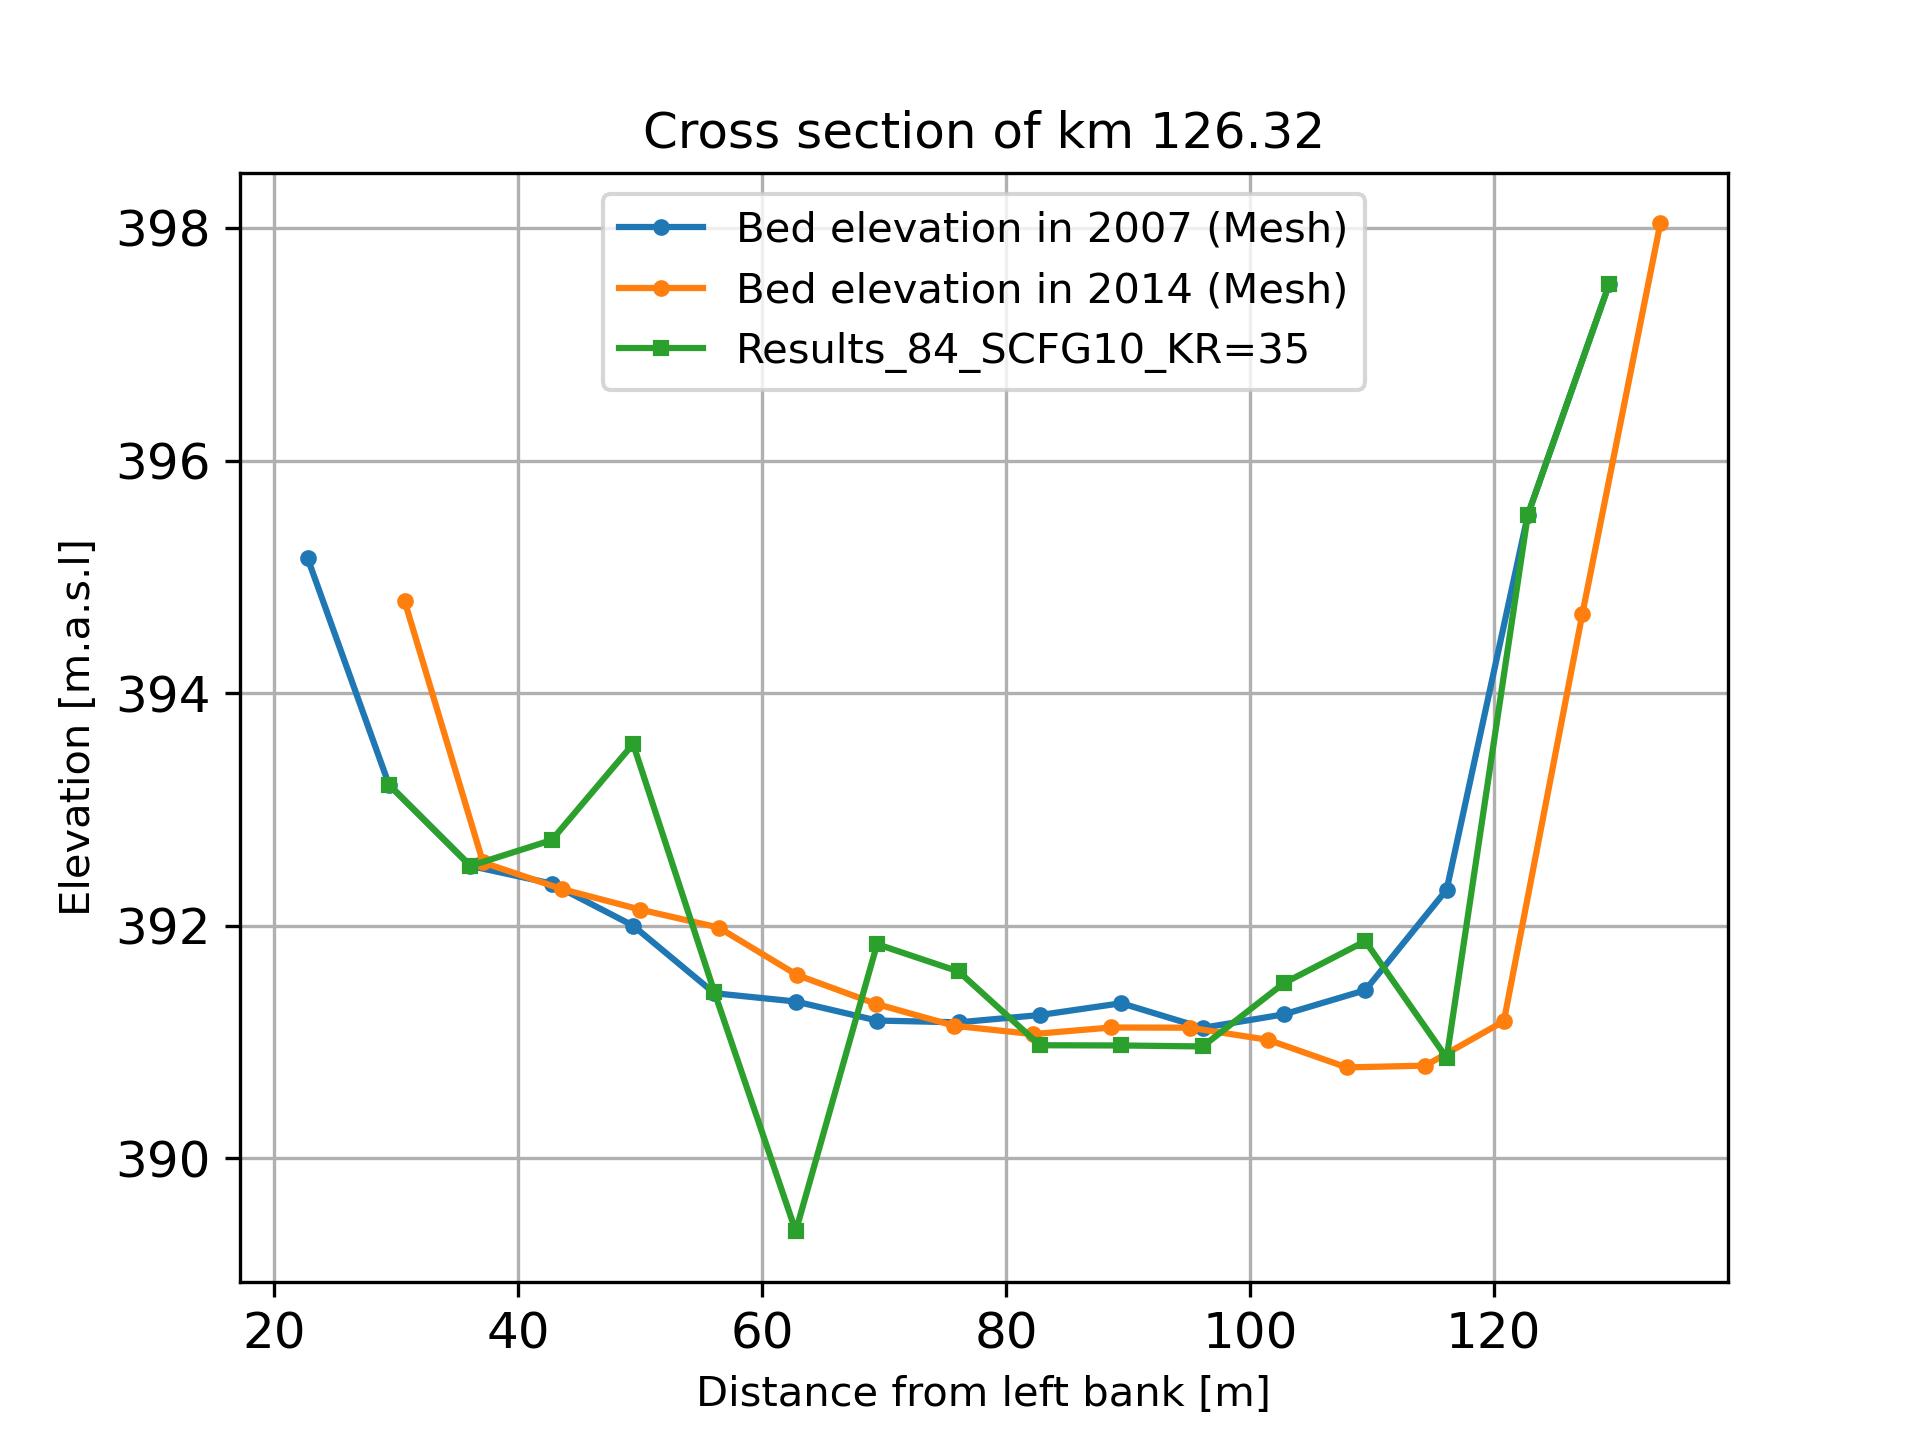 Cross section of km 126.32
Bed elevation in 2007 (Mesh)
Bed elevation in 2014 (Mesh)
Results_84_SCFG10_KR=35
Elevation [m.a.s.l]
398
396
394
392
390
20 40 60 80 100 120
Distance from left bank [m]